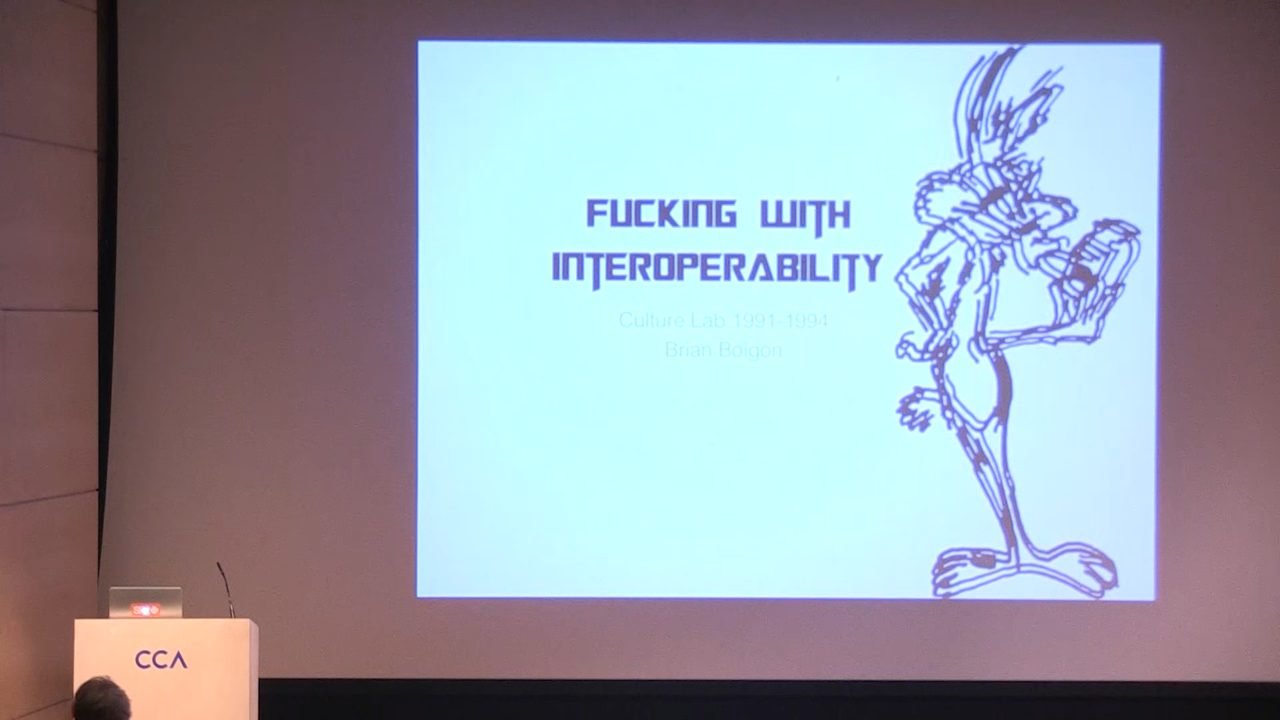 FUCKING WITH
INTEROPERABILITY
Culture Lab 1991-1994
Brian Boigon
CCA